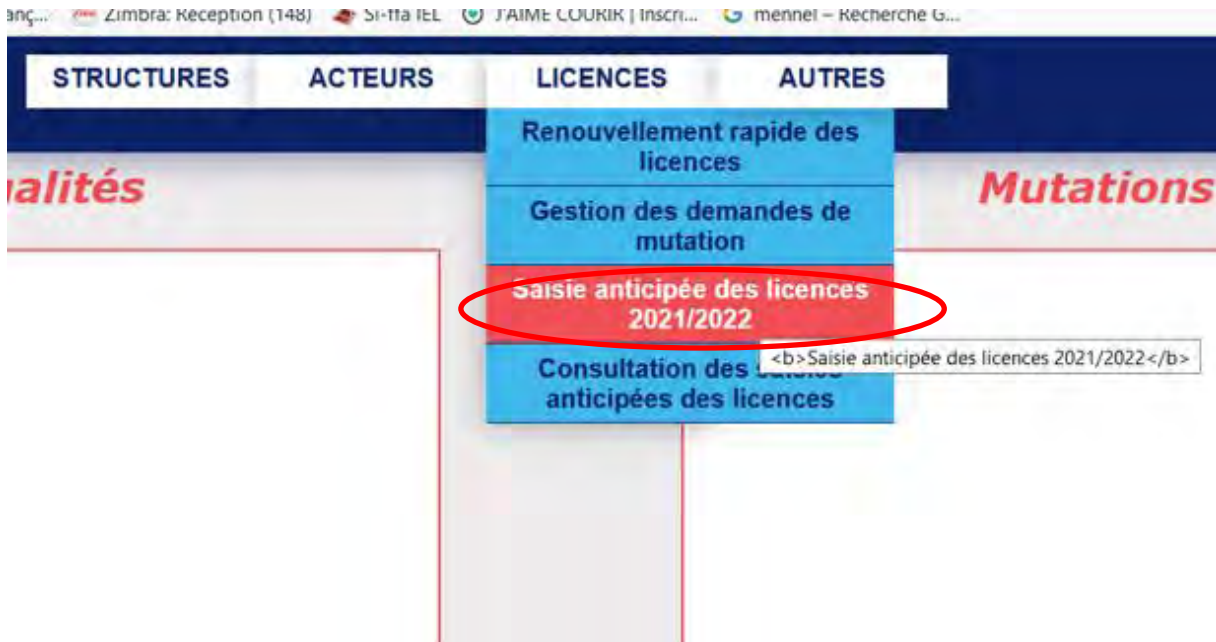 anç... Zimbra: Réception (148) Si-ffa IEL J'AIME COURIR | Inscri... mennel – Recherche G...
STRUCTURES ACTEURS LICENCES AUTRES
Renouvellement rapide des
licences
alités
Mutations
Gestion des demandes de
mutation
Saisie anticipée des licences
2021/2022
<b>Saisie anticipée des licences 2021/2022</b>
Consultation des saisies
anticipées des licences